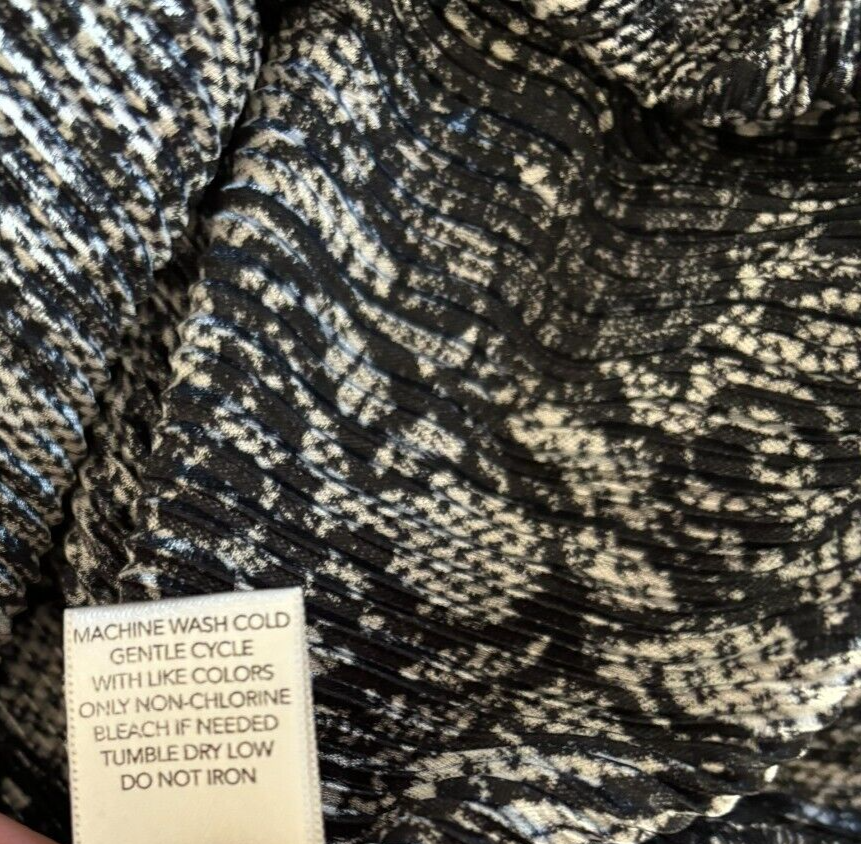 MACHINE WASH COLD
GENTLE CYCLE
WITH LIKE COLORS
ONLY NON-CHLORINE
BLEACH IF NEEDED
TUMBLE DRY LOW
DO NOT IRON